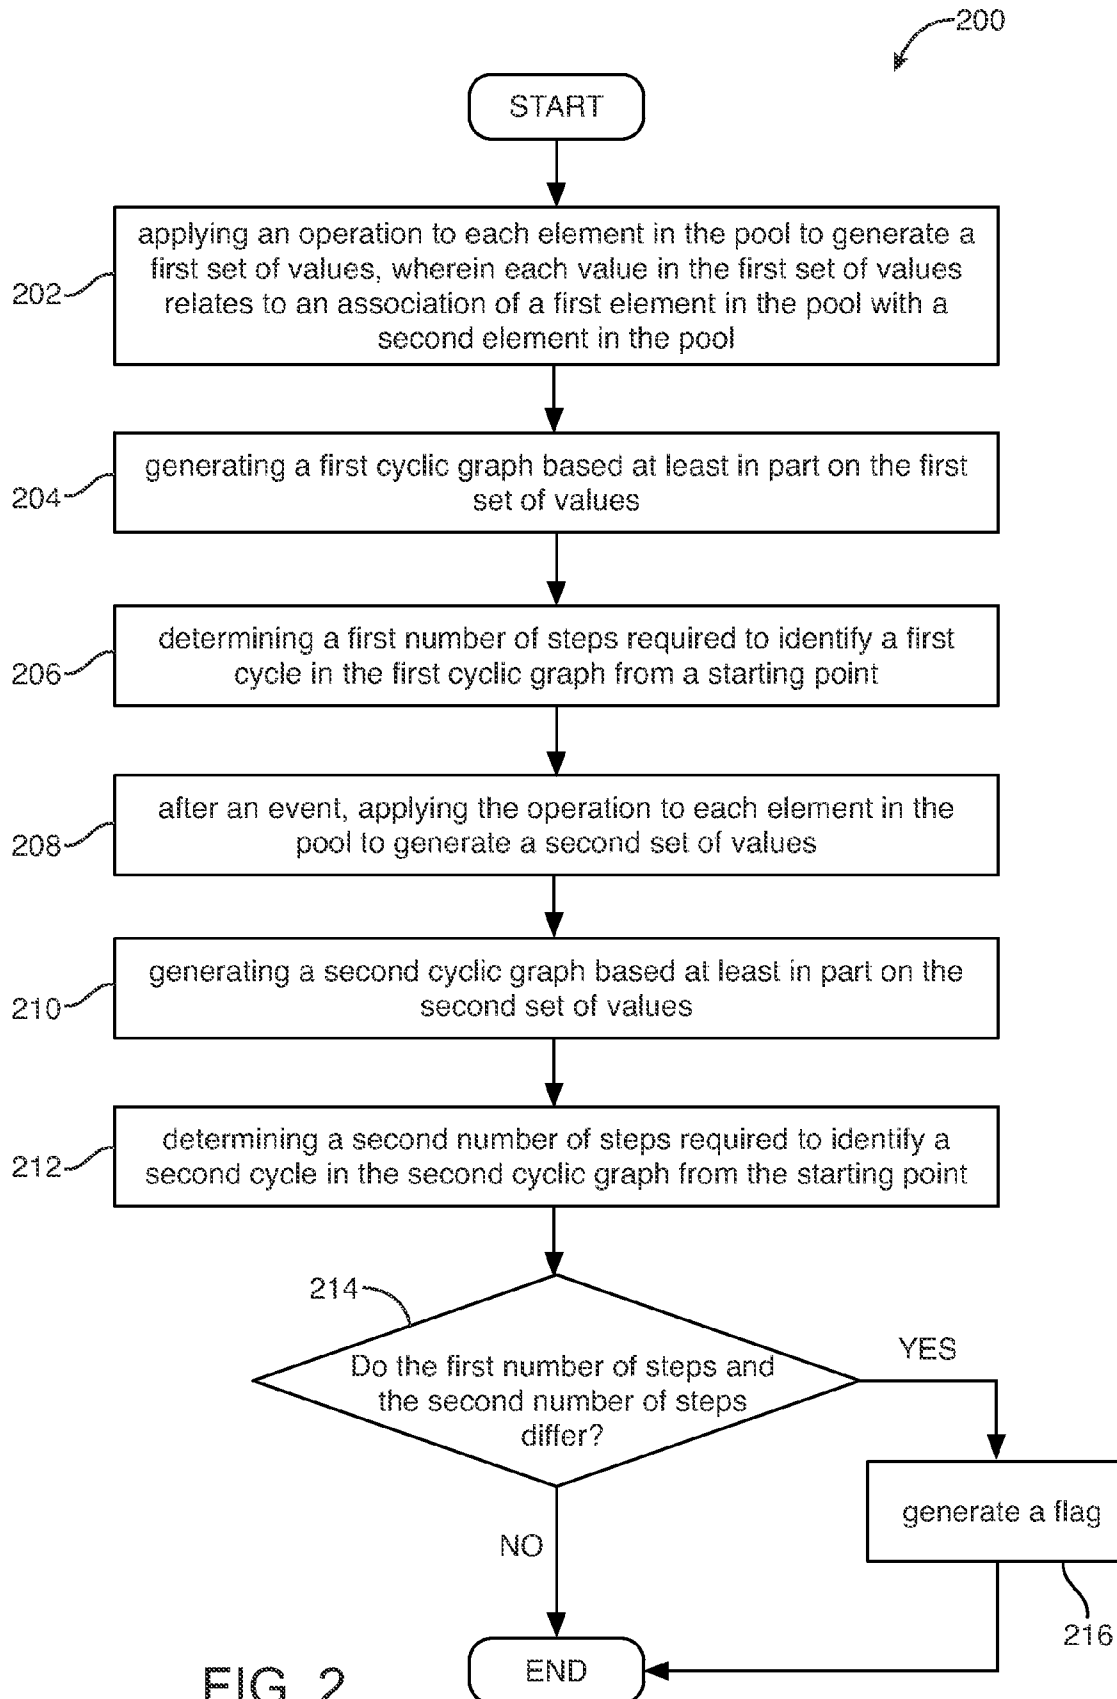 200
START
applying an operation to each element in the pool to generate a
first set of values, wherein each value in the first set of values
relates to an association of a first element in the pool with a
second element in the pool
202
generating a first cyclic graph based at least in part on the first
set of values
204
determining a first number of steps required to identify a first
cycle in the first cyclic graph from a starting point
206
after an event, applying the operation to each element in the
pool to generate a second set of values
208
generating a second cyclic graph based at least in part on the
second set of values
210
determining a second number of steps required to identify a
second cycle in the second cyclic graph from the starting point
212
214
Do the first number of steps and
the second number of steps
differ?
YES
generate a flag
NO
216
END
FIG. 2